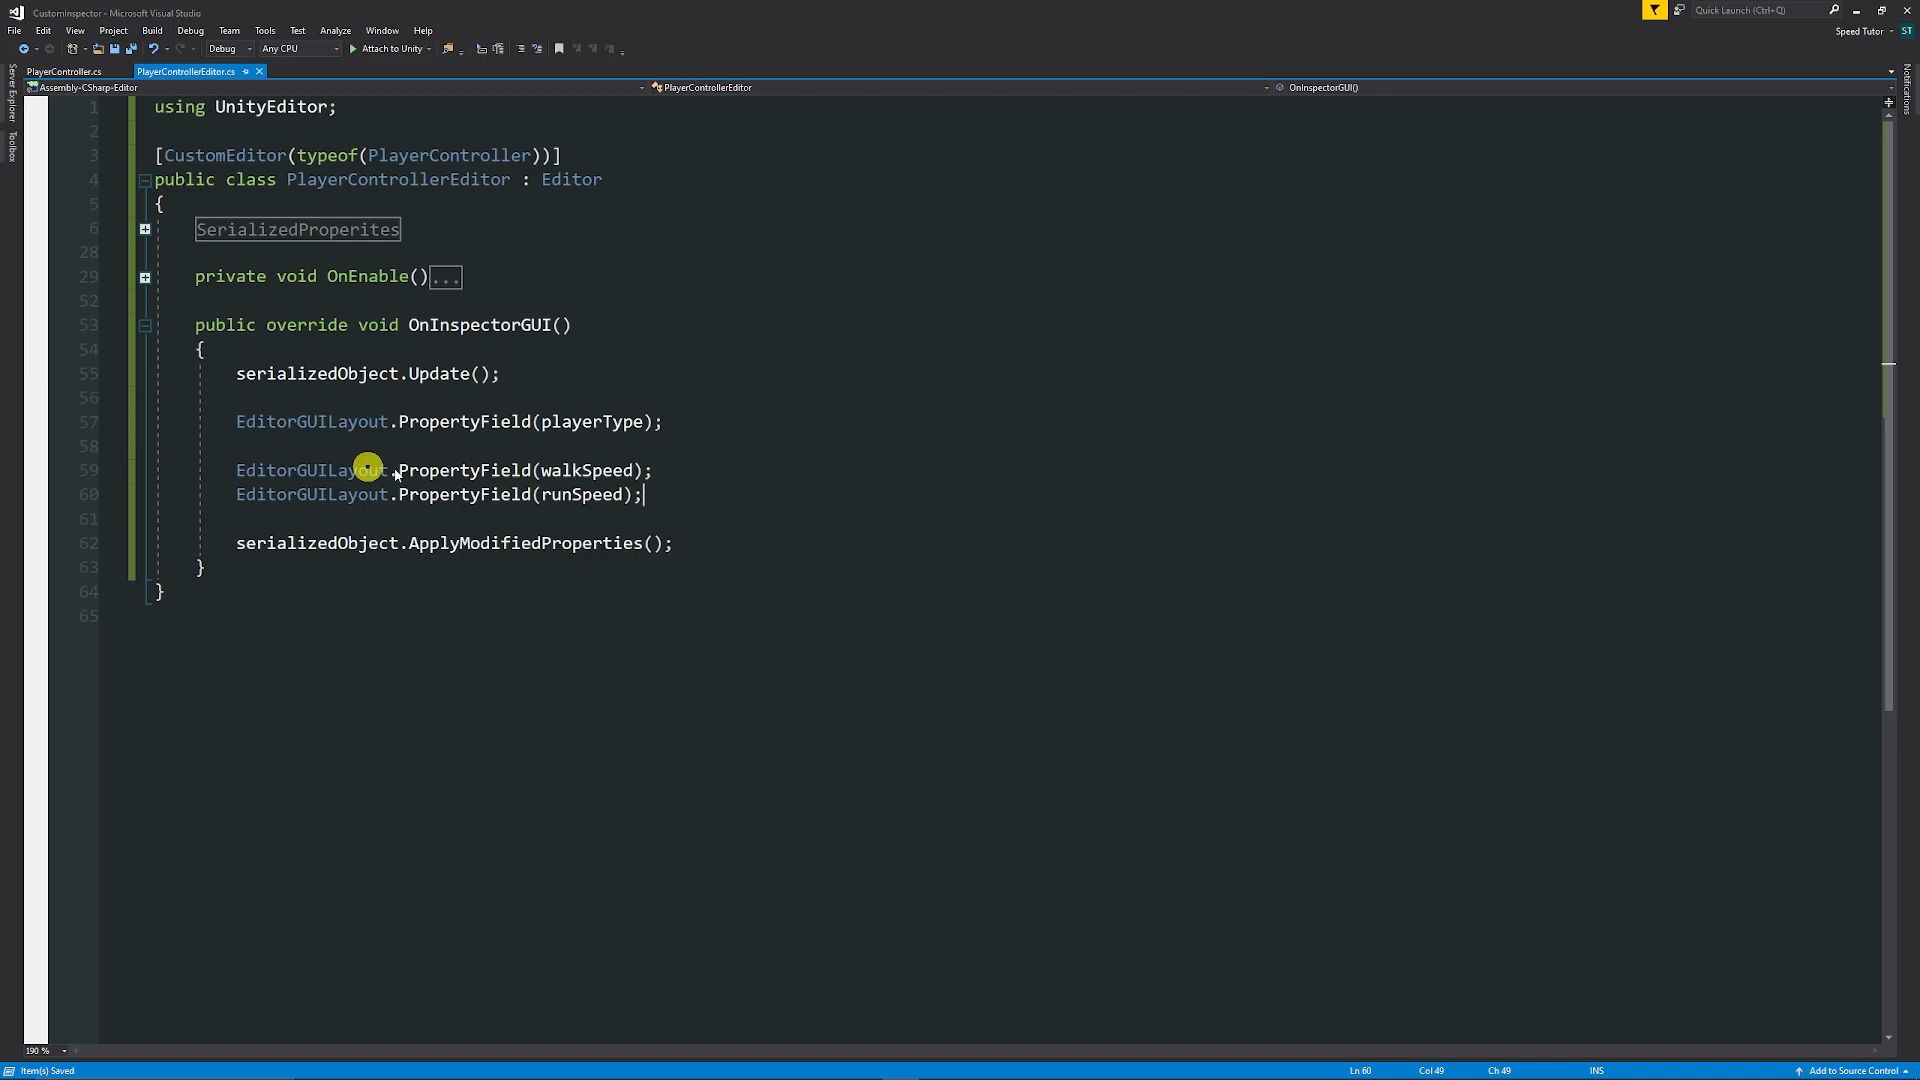 CustomInspector - Microsoft Visual Studio
Quick Launch (Ctrl+Q)
File Edit View Project Build Debug Team Tools Test Analyze Window Help
Speed Tutor ST
Debug Any CPU Attach to Unity
PlayerController.cs PlayerControllerEditor.cs
Assembly-CSharp-Editor PlayerControllerEditor OnInspectorGUI()
Server Explorer
Toolbox
Notifications
1 using UnityEditor;
2
3 [CustomEditor(typeof(PlayerController))]
4 public class PlayerControllerEditor : Editor
5 {
6 SerializedProperites
28
29 private void OnEnable()...
52
53 public override void OnInspectorGUI()
54 {
55 serializedObject.Update();
56
57 EditorGUILayout.PropertyField(playerType);
58
59 EditorGUILayout.PropertyField(walkSpeed);
60 EditorGUILayout.PropertyField(runSpeed);
61
62 serializedObject.ApplyModifiedProperties();
63 }
64 }
65
190 %
Item(s) Saved Ln 60 Col 49 Ch 49 INS Add to Source Control